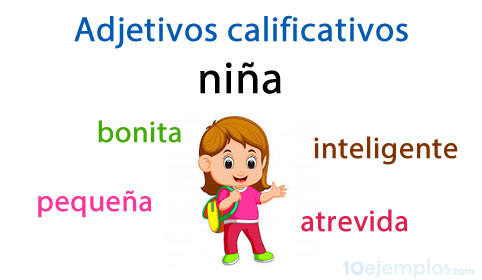 Adjetivos calificativos
niña
bonita
inteligente
pequeña
atrevida
10ejemplos.com